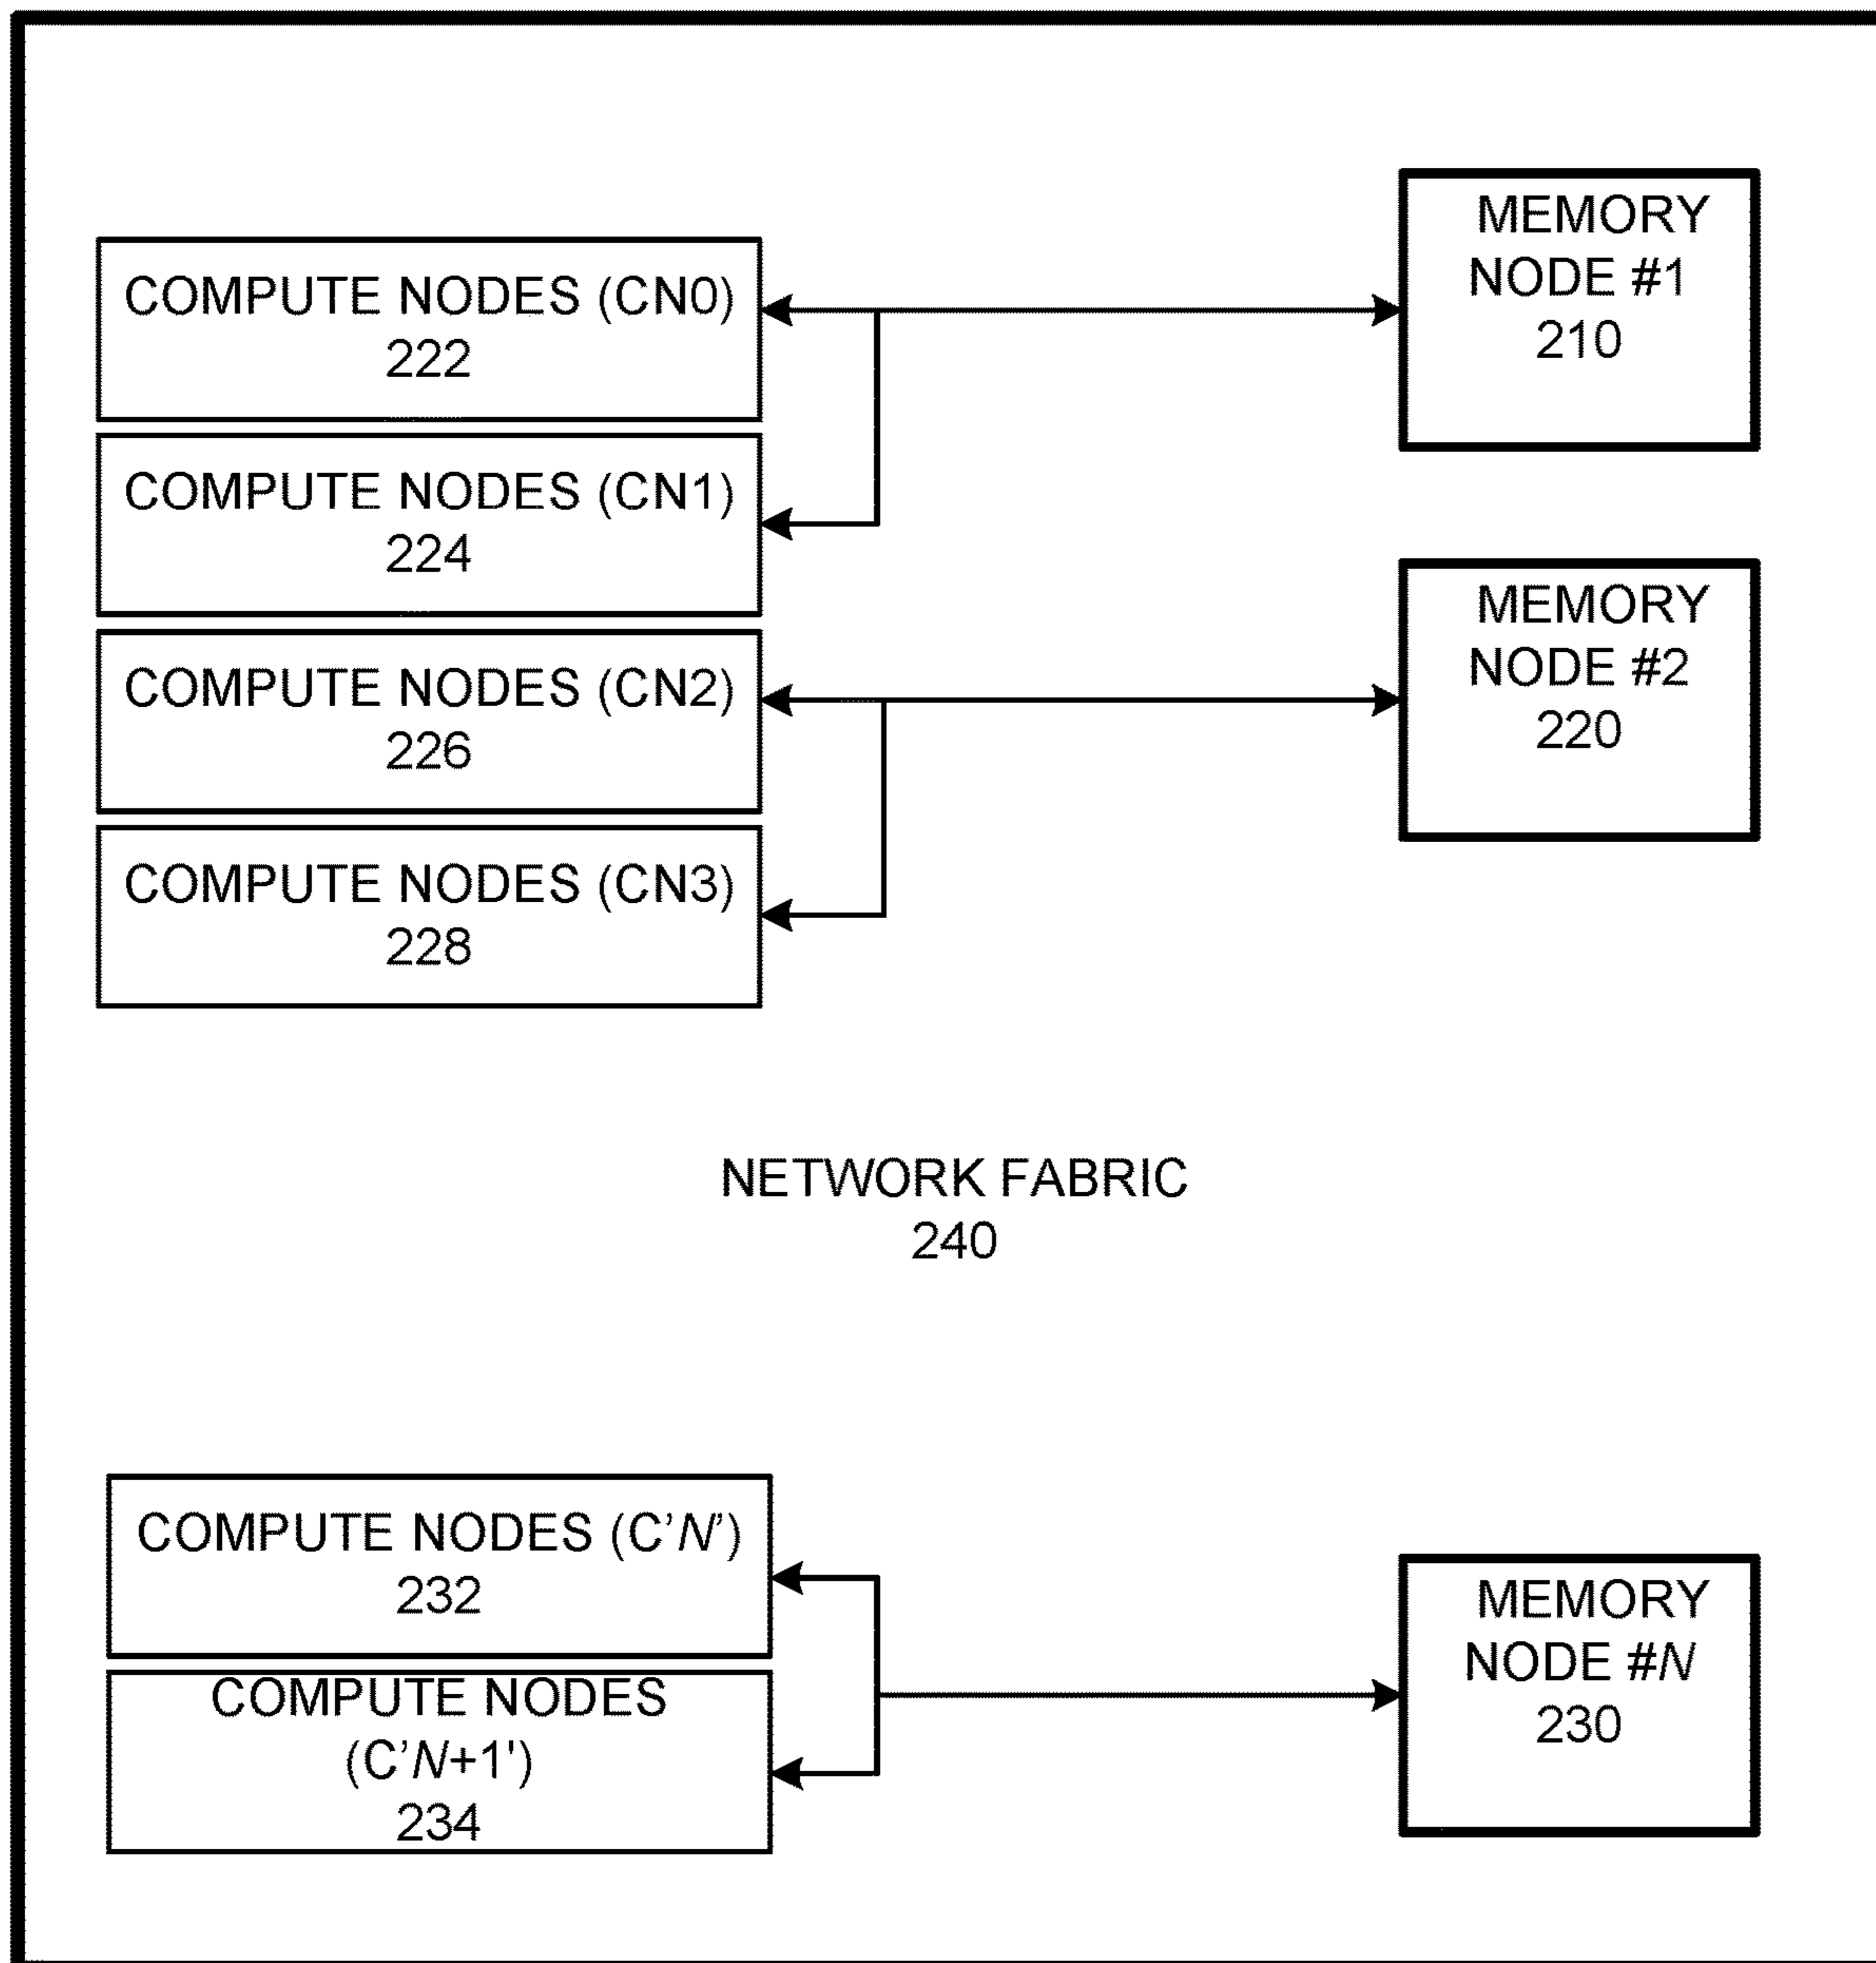 COMPUTE NODES (CN0)
222
COMPUTE NODES (CN1)
224
COMPUTE NODES (CN2)
226
COMPUTE NODES (CN3)
228
MEMORY
NODE #1
210
MEMORY
NODE #2
220
NETWORK FABRIC
240
COMPUTE NODES (C’N’)
232
COMPUTE NODES
(C’N+1')
234
MEMORY
NODE #N
230